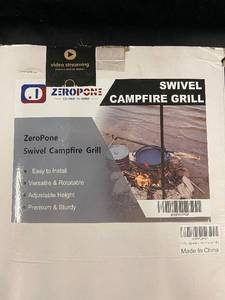 video streaming
ZEROPONE
SWIVEL
CAMPFIRE GRILL
ZeroPone
Swivel Campfire Grill
Easy to Install
Versatile & Rotatable
Adjustable Height
Premium & Sturdy
Made In China